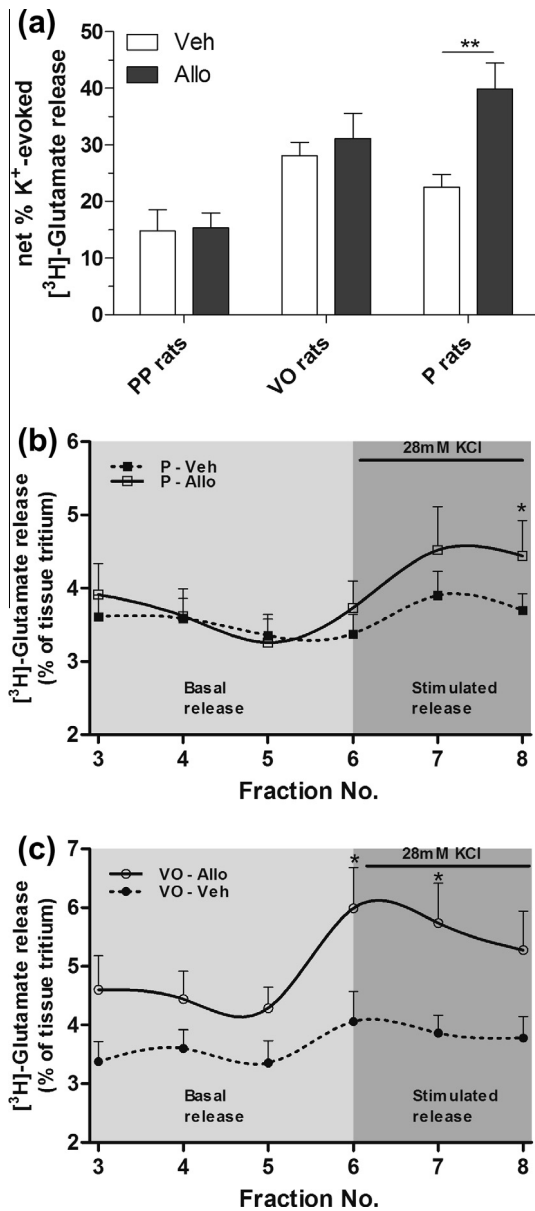 (a)
net % K⁺-evoked
[³H]-Glutamate release
50
40
30
20
10
0
Veh
Allo
**
PP rats
VO rats
P rats
(b)
[³H]-Glutamate release
(% of tissue tritium)
6
5
4
3
2
P - Veh
P - Allo
28mM KCl
*
Basal
release
Stimulated
release
3 4 5 6 7 8
Fraction No.
(c)
[³H]-Glutamate release
(% of tissue tritium)
7
6
5
4
3
2
VO - Allo
VO - Veh
28mM KCl
* *
Basal
release
Stimulated
release
3 4 5 6 7 8
Fraction No.